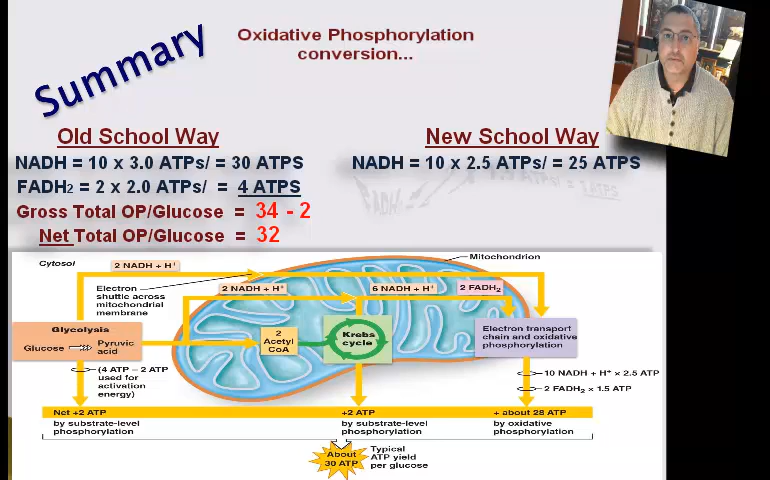 Summary
Oxidative Phosphorylation
conversion...
Old School Way
NADH = 10 x 3.0 ATPs/ = 30 ATPS
FADH2 = 2 x 2.0 ATPs/ = 4 ATPS
Gross Total OP/Glucose = 34 - 2
Net Total OP/Glucose = 32
New School Way
NADH = 10 x 2.5 ATPs/ = 25 ATPS
FADH
Cytosol
Mitochondrion
2 NADH + H+
Electron
shuttle across
mitochondrial
membrane
2 NADH + H+
6 NADH + H+
2 FADH2
Glycolysis
Glucose
Pyruvic
acid
2
Acetyl
CoA
Krebs
cycle
Electron transport
chain and oxidative
phosphorylation
(4 ATP – 2 ATP
used for
activation
energy)
10 NADH + H+ × 2.5 ATP
2 FADH2 × 1.5 ATP
Net +2 ATP
by substrate-level
phosphorylation
+2 ATP
by substrate-level
phosphorylation
+ about 28 ATP
by oxidative
phosphorylation
About
30 ATP
Typical
ATP yield
per glucose